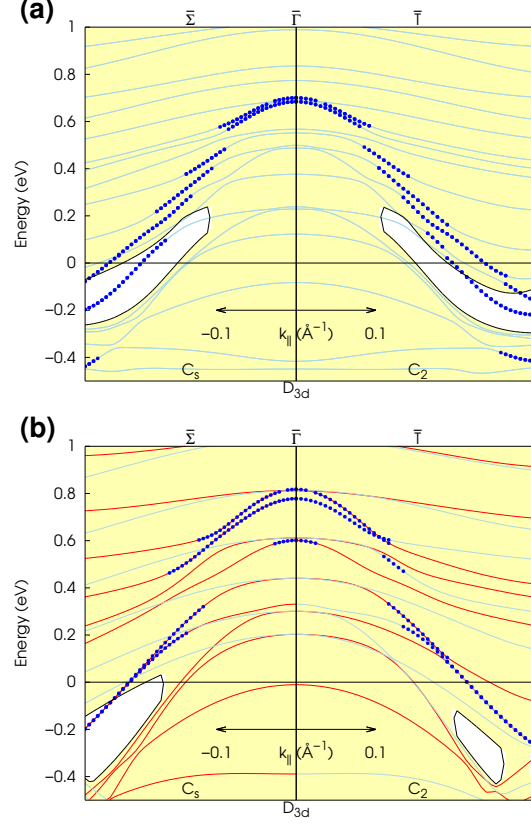 (a)
Σ̅ Γ̅ T̅
1
0.8
0.6
0.4
0.2
0
−0.2
−0.4
Energy (eV)
−0.1 k|| (Å⁻¹) 0.1
Cₛ C₂
D₃d
(b)
Σ̅ Γ̅ T̅
1
0.8
0.6
0.4
0.2
0
−0.2
−0.4
Energy (eV)
−0.1 k|| (Å⁻¹) 0.1
Cₛ C₂
D₃d